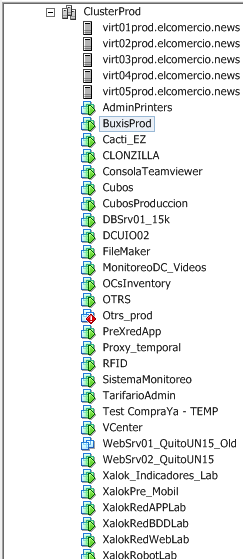 ClusterProd
virt01prod.elcomercio.news
virt02prod.elcomercio.news
virt03prod.elcomercio.news
virt04prod.elcomercio.news
virt05prod.elcomercio.news
AdminPrinters
BuxisProd
Cacti_EZ
CLONZILLA
ConsolaTeamviewer
Cubos
CubosProduccion
DBSrv01_15k
DCUIO02
FileMaker
MonitoreoDC_Videos
OCsInventory
OTRS
Otrs_prod
PreXredApp
Proxy_temporal
RFID
SistemaMonitoreo
TarifarioAdmin
Test CompraYa - TEMP
VCenter
WebSrv01_QuitoUN15_Old
WebSrv02_QuitoUN15
Xalok_Indicadores_Lab
XalokPre_Mobil
XalokRedAPPLab
XalokRedBDDLab
XalokRedWebLab
XalokRobotLab